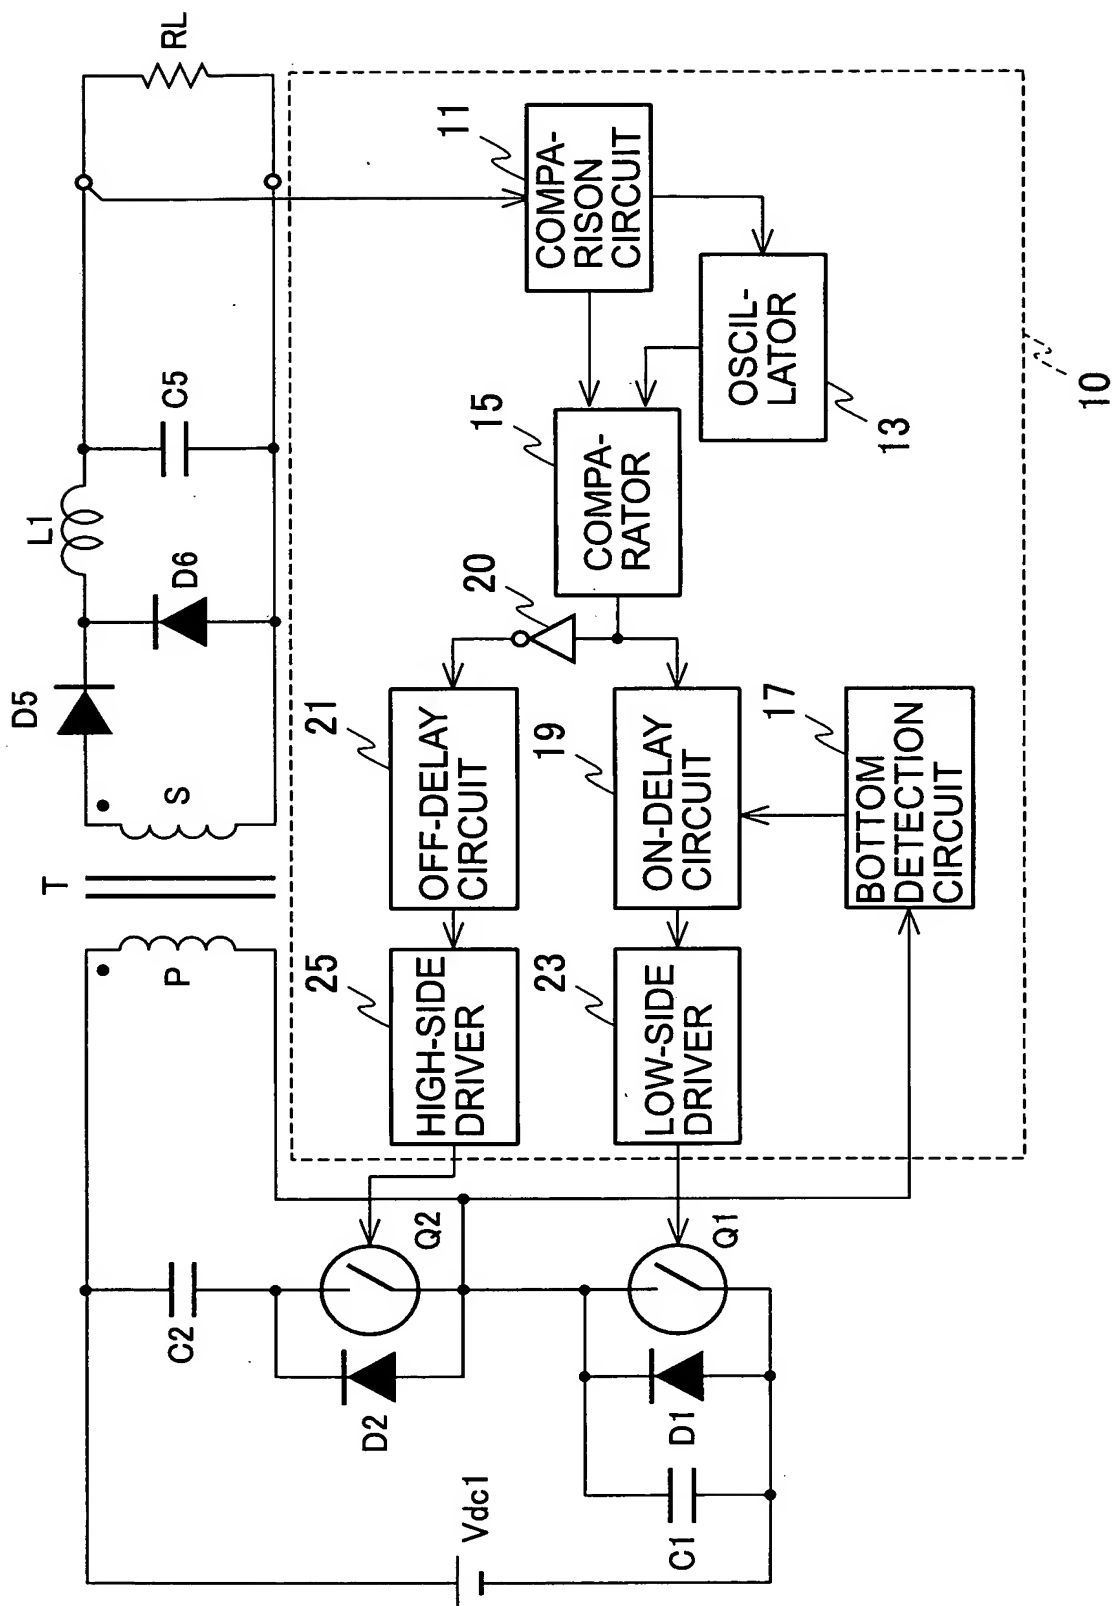 Vdc1
C1
D1
Q1
C2
D2
Q2
P
T
S
D5
D6
L1
C5
RL
10
25
HIGH-SIDE
DRIVER
21
OFF-DELAY
CIRCUIT
20
23
LOW-SIDE
DRIVER
19
ON-DELAY
CIRCUIT
17
BOTTOM
DETECTION
CIRCUIT
15
COMPA-
RATOR
11
COMPA-
RISON
CIRCUIT
OSCIL-
LATOR
13